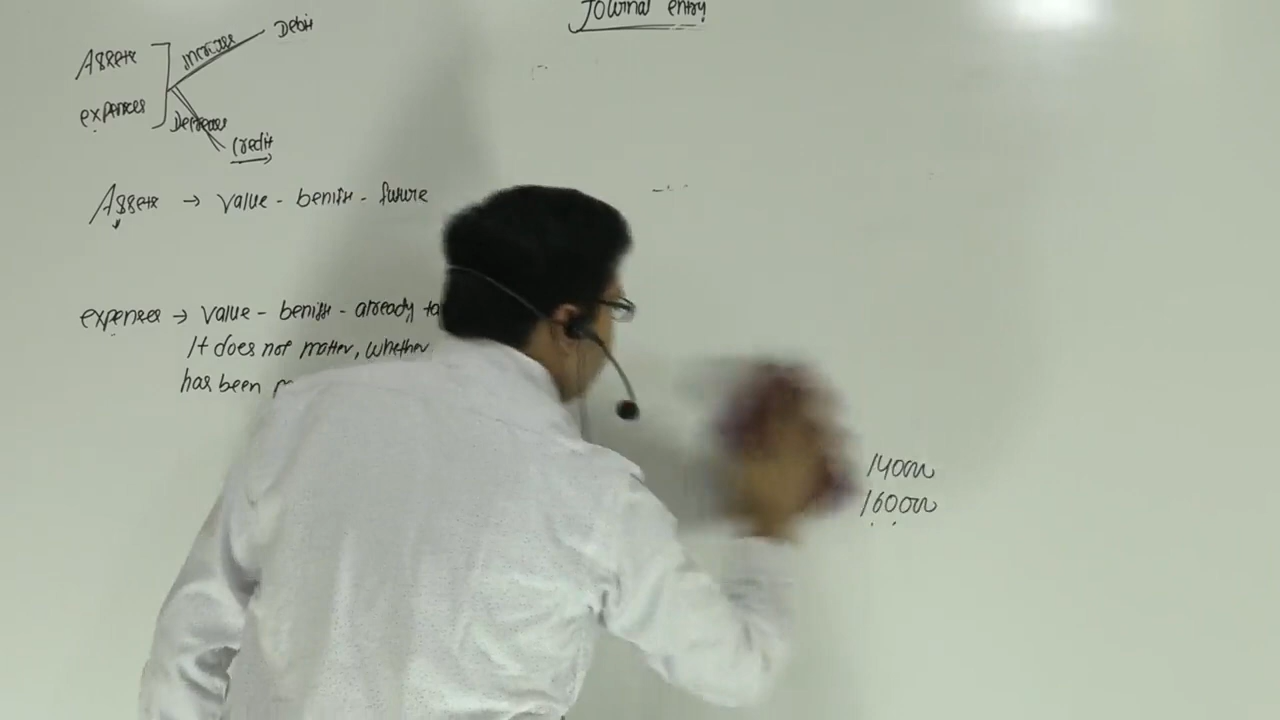 Journal entry
Assets
increase
Debit
expenses
Decrease
Credit
Assets → value - benifit - future
expenses → value - benifit - already ta
It does not matter, whether
has been
14000
16000